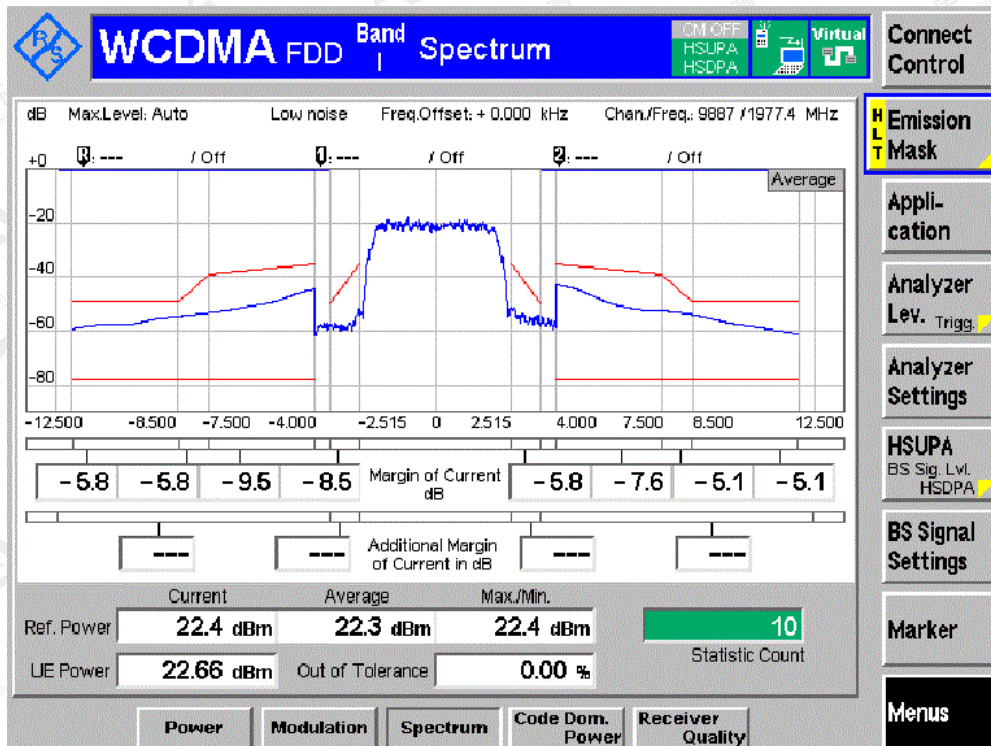 R S
WCDMA FDD Band I Spectrum
CM OFF
HSUPA
HSDPA
Virtual
Connect Control
dB Max.Level: Auto Low noise Freq.Offset: + 0.000 kHz Chan./Freq.: 9887 / 1977.4 MHz
HLT Emission Mask
+0 R: --- / Off 1: --- / Off 2: --- / Off
Average
-20
-40
-60
-80
-12.500 -8.500 -7.500 -4.000 -2.515 0 2.515 4.000 7.500 8.500 12.500
Appli-
cation
Analyzer
Lev. Trigg.
Analyzer
Settings
HSUPA
BS Sig. Lvl.
HSDPA
-5.8 -5.8 -9.5 -8.5 Margin of Current dB -5.8 -7.6 -5.1 -5.1
--- --- Additional Margin of Current in dB --- ---
BS Signal
Settings
Current Average Max./Min.
Ref. Power 22.4 dBm 22.3 dBm 22.4 dBm 10
Statistic Count
UE Power 22.66 dBm Out of Tolerance 0.00 %
Marker
Menus
Power Modulation Spectrum Code Dom. Power Receiver Quality